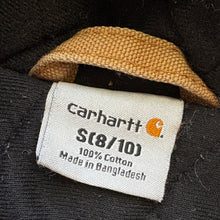 carhartt
S(8/10)
100% Cotton
Made in Bangladesh